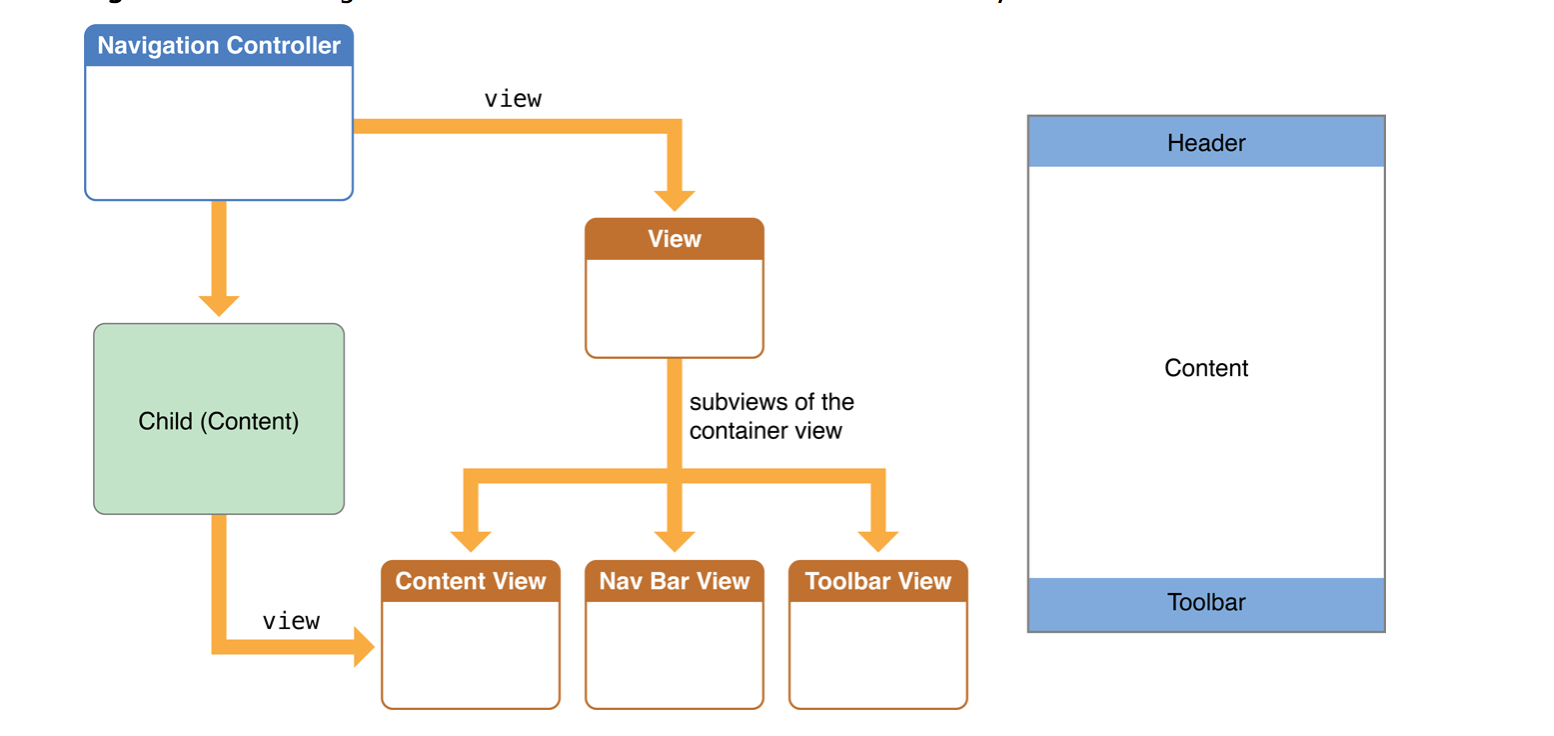 Navigation Controller
view
Header
View
Content
subviews of the
container view
Child (Content)
Content View
Nav Bar View
Toolbar View
Toolbar
view